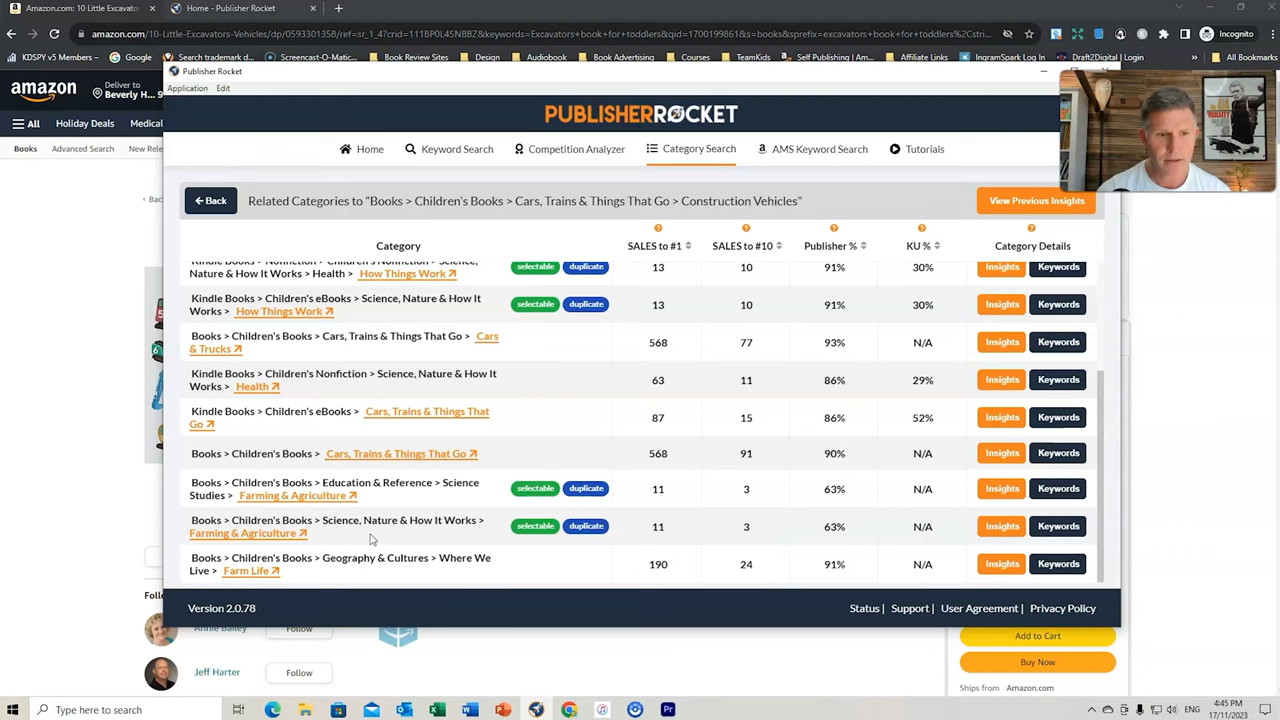 Amazon.com: 10 Little Excavators
Home - Publisher Rocket
amazon.com/10-Little-Excavators-Vehicles/dp/0593301358/ref=sr_1_4?crid=111BP0L4SNBZ&keywords=Excavators+book+for+toddlers&qid=1700199861&s=books&sprefix=excavators+book+for+toddlers%2Cstri...
Incognito
KDSPY v5 Members
Google
Search transcription...
Screencast-O-Matic...
Book Writing
Design
Audiobook
Book Marketing
TeamKids
Self Publishing | Am...
Affiliate Links
IngramSpark Log In
Draft2Digital | Login
All Bookmarks
Publisher Rocket
Application Edit
amazon
Deliver to
Beverly H... 9
PUBLISHERROCKET
All Holiday Deals Medical
Home Keyword Search Competition Analyzer Category Search AMS Keyword Search Tutorials
Books Advanced Search New Rele
Back Related Categories to "Books > Children's Books > Cars, Trains & Things That Go > Construction Vehicles" View Previous Insights
Category SALES to #1 SALES to #10 Publisher % KU % Category Details
Kindle Books > Nonfiction > Children's Nonfiction > Science,
Nature & How It Works > Health > How Things Work selectable duplicate 13 10 91% 30% Insights Keywords
Kindle Books > Children's eBooks > Science, Nature & How It
Works > How Things Work selectable duplicate 13 10 91% 30% Insights Keywords
Books > Children's Books > Cars, Trains & Things That Go > Cars
& Trucks 568 77 93% N/A Insights Keywords
Kindle Books > Children's Nonfiction > Science, Nature & How It
Works > Health 63 11 86% 29% Insights Keywords
Kindle Books > Children's eBooks > Cars, Trains & Things That
Go 87 15 86% 52% Insights Keywords
Books > Children's Books > Cars, Trains & Things That Go 568 91 90% N/A Insights Keywords
Books > Children's Books > Education & Reference > Science
Studies > Farming & Agriculture selectable duplicate 11 3 63% N/A Insights Keywords
Books > Children's Books > Science, Nature & How It Works >
Farming & Agriculture selectable duplicate 11 3 63% N/A Insights Keywords
Books > Children's Books > Geography & Cultures > Where We
Live > Farm Life 190 24 91% N/A Insights Keywords
Version 2.0.78 Status | Support | User Agreement | Privacy Policy
Annie Bailey Follow
Add to Cart
Buy Now
Jeff Harter Follow
Ships from Amazon.com
Type here to search
ENG
4:45 PM
17/11/2023